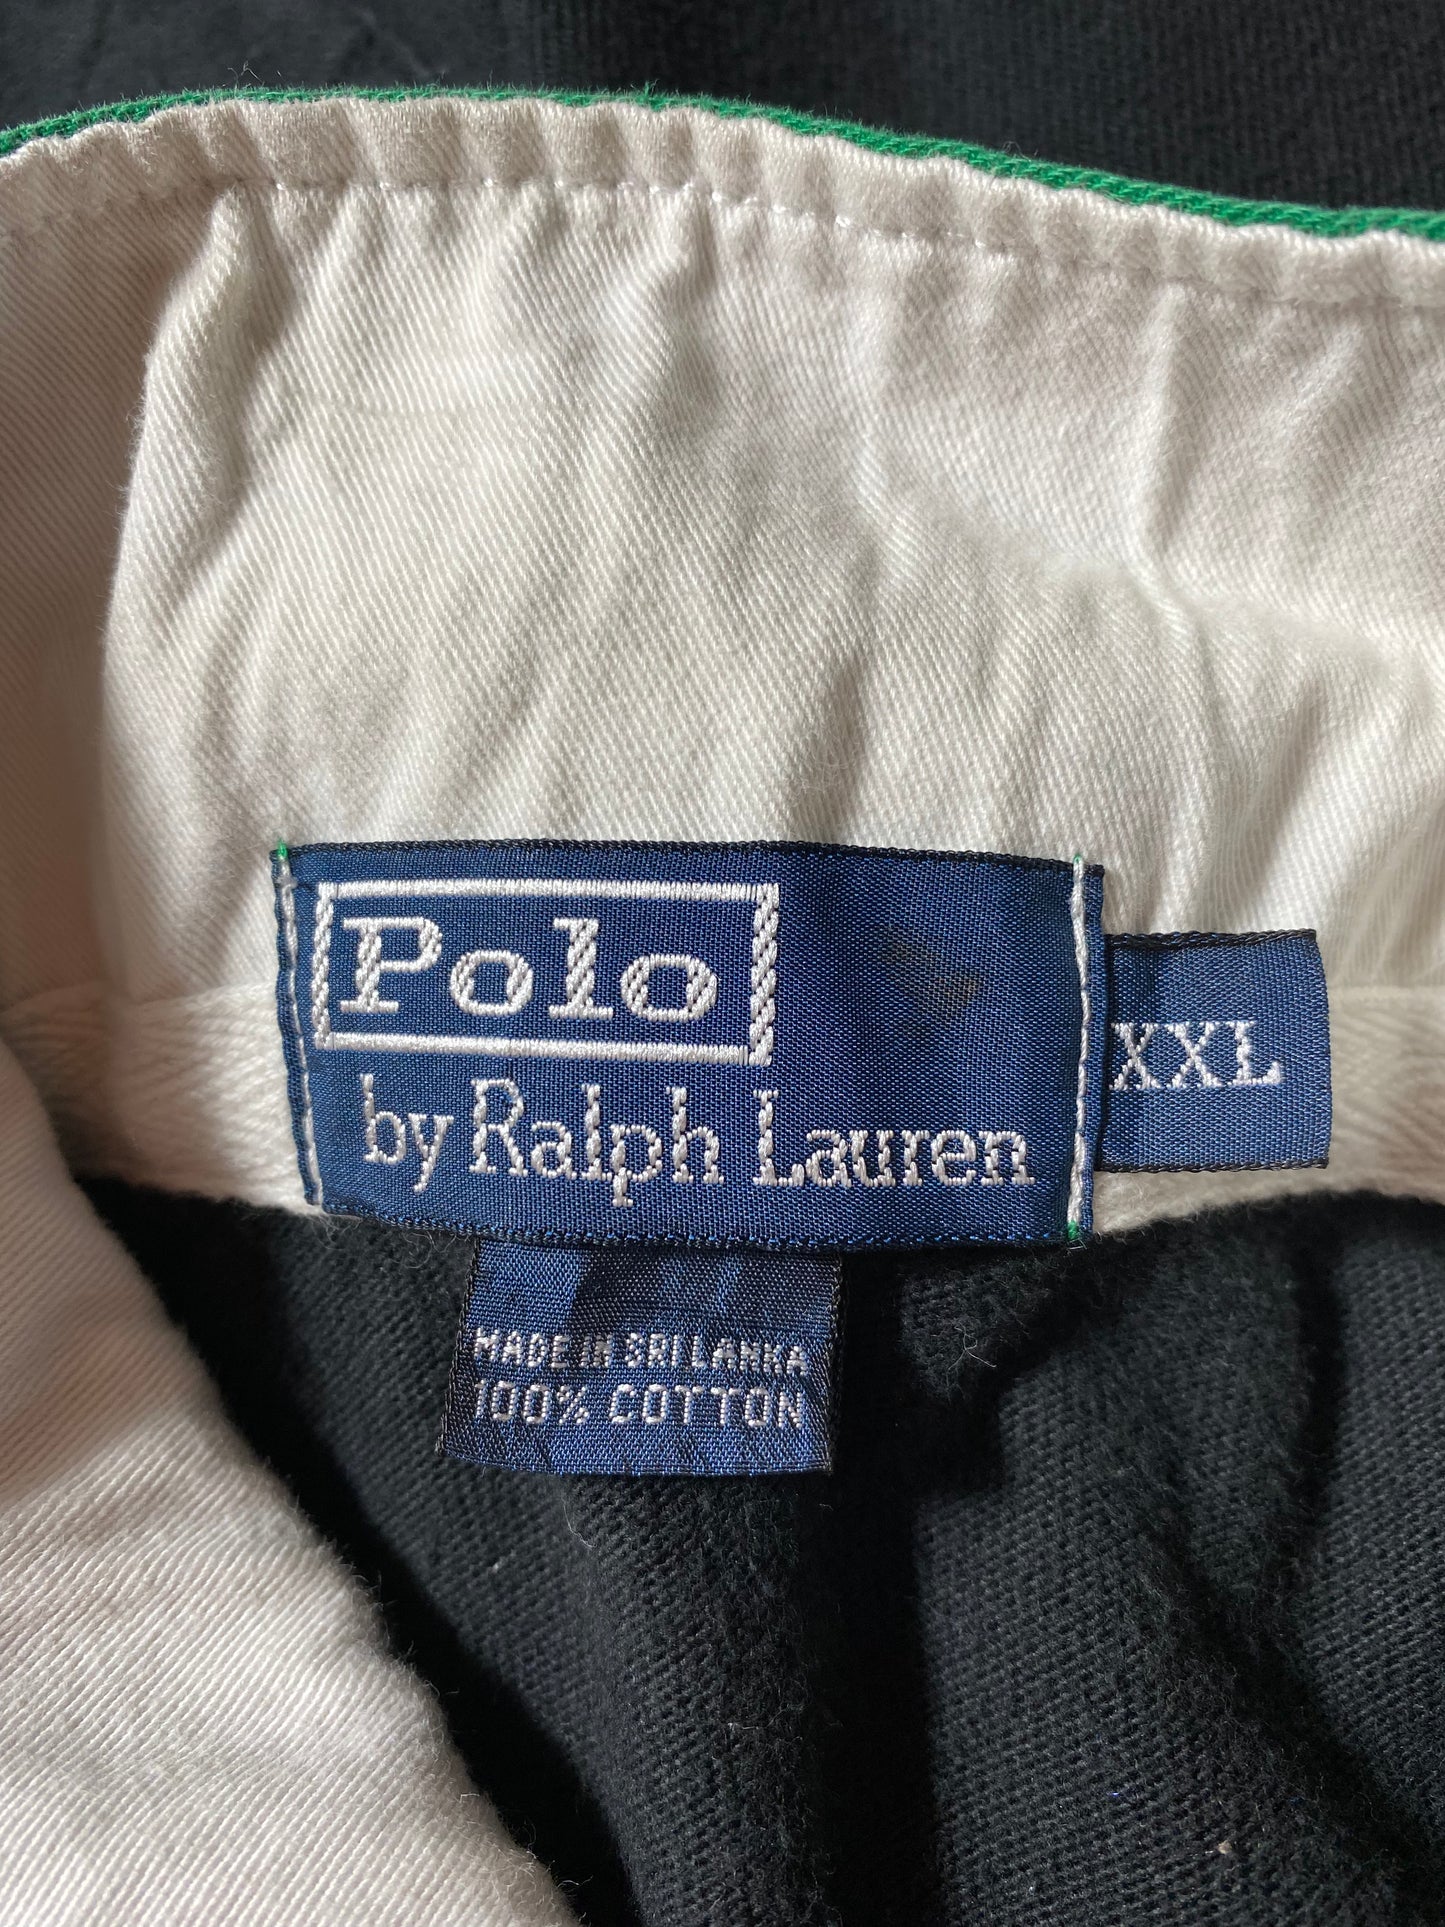 Polo
by Ralph Lauren
XXL
MADE IN SRI LANKA
100% COTTON